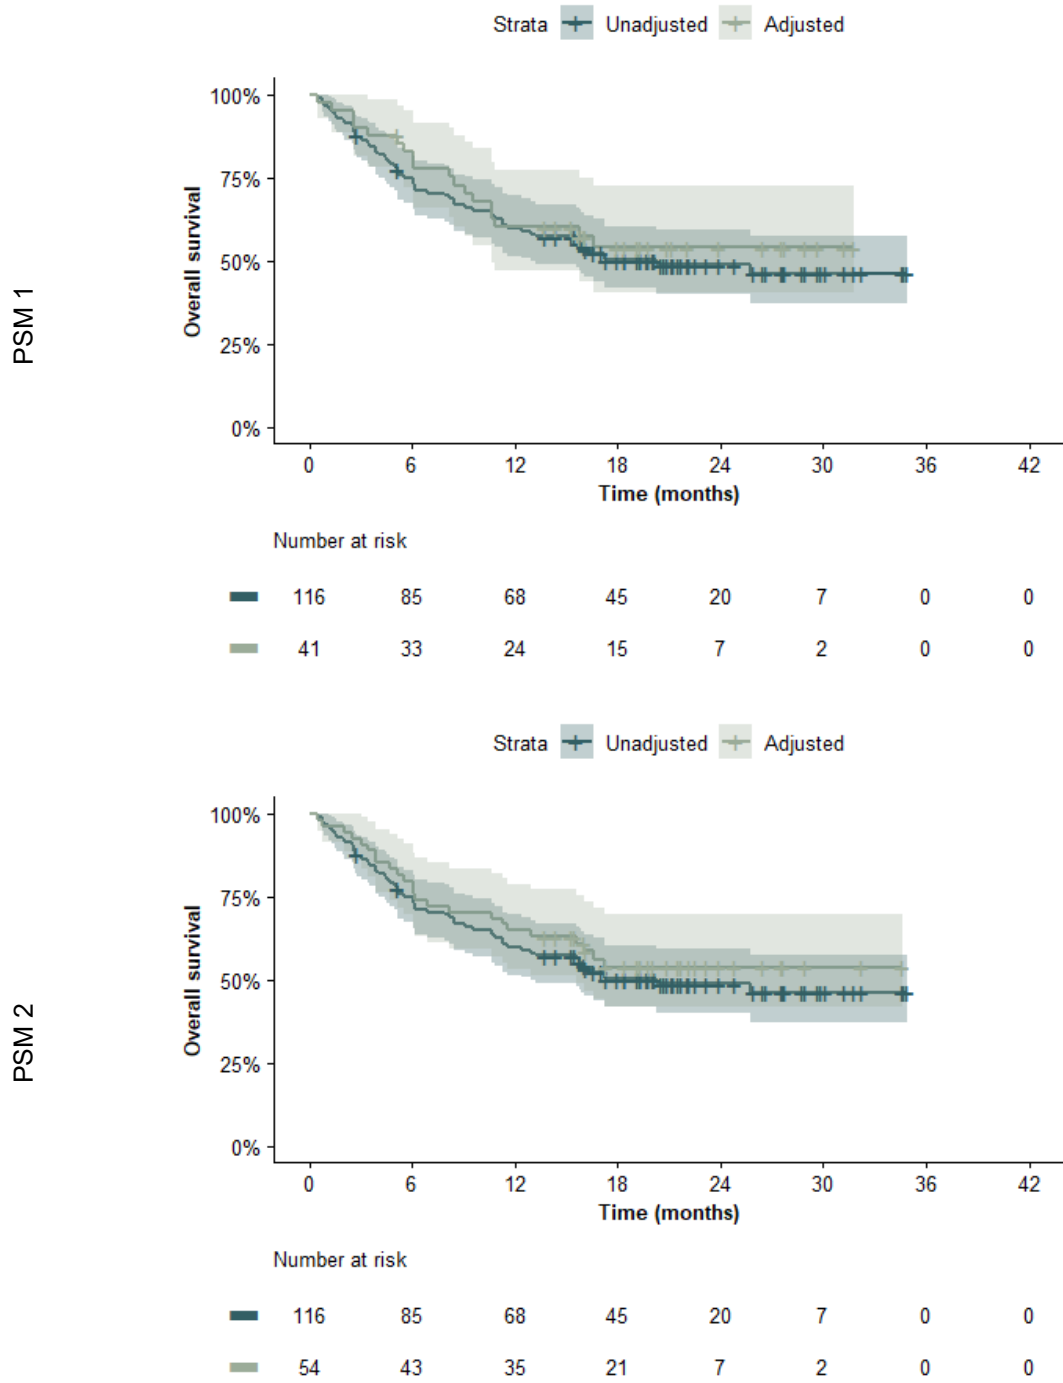 Strata Unadjusted Adjusted
PSM 1
Overall survival
100%
75%
50%
25%
0%
0 6 12 18 24 30 36 42
Time (months)
Number at risk
116 85 68 45 20 7 0 0
41 33 24 15 7 2 0 0
Strata Unadjusted Adjusted
PSM 2
Overall survival
100%
75%
50%
25%
0%
0 6 12 18 24 30 36 42
Time (months)
Number at risk
116 85 68 45 20 7 0 0
54 43 35 21 7 2 0 0